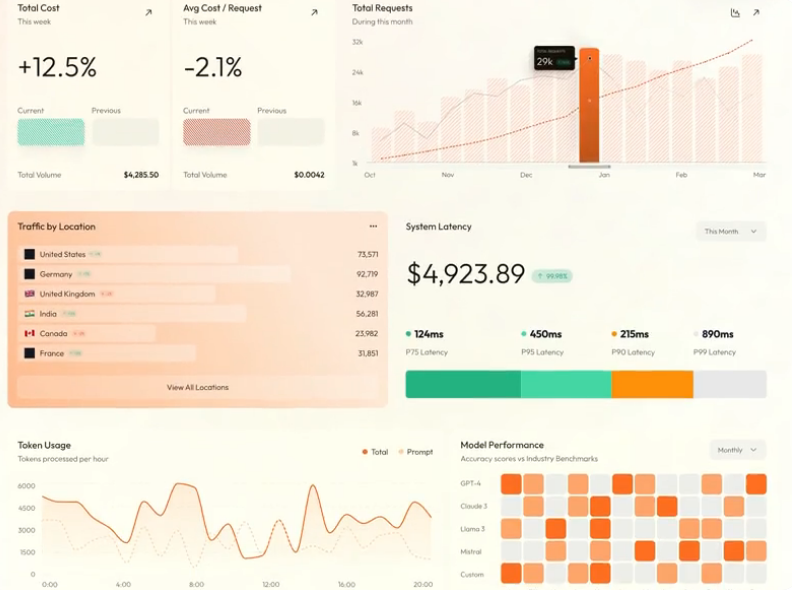 Total Cost
This week
+12.5%
Current
Previous
Total Volume
$4,285.50
Avg Cost / Request
This week
-2.1%
Current
Previous
Total Volume
$0.0042
Total Requests
During this month
32k
24k
16k
8k
1k
29k
Oct
Nov
Dec
Jan
Feb
Mar
Traffic by Location
United States
73,571
Germany
92,719
United Kingdom
32,987
India
56,281
Canada
23,982
France
31,851
View All Locations
System Latency
This Month
$4,923.89
99.98%
124ms
P75 Latency
450ms
P95 Latency
215ms
P90 Latency
890ms
P99 Latency
Token Usage
Tokens processed per hour
Total
Prompt
6000
4500
3000
1500
0
0:00
4:00
8:00
12:00
16:00
20:00
Model Performance
Accuracy scores vs Industry Benchmarks
Monthly
GPT-4
Claude 3
Llama 3
Mistral
Custom